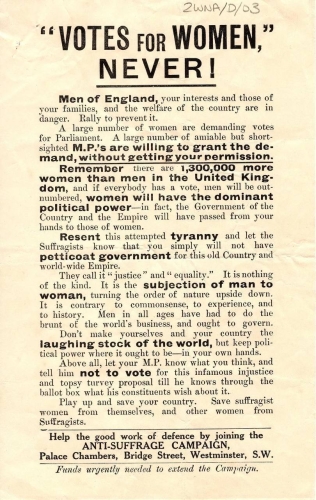 2WNA/D/03
"VOTES FOR WOMEN,"
NEVER!
Men of England, your interests and those of
your families, and the welfare of the country are in
danger. Rally to prevent it.
A large number of women are demanding votes
for Parliament. A large number of amiable but short-
sighted M.P.'s are willing to grant the de-
mand, without getting your permission.
Remember there are 1,300,000 more
women than men in the United King-
dom, and if everybody has a vote, men will be out-
numbered, women will have the dominant
political power—in fact, the Government of the
Country and the Empire will have passed from your
hands to those of women.
Resent this attempted tyranny and let the
Suffragists know that you simply will not have
petticoat government for this old Country and
world-wide Empire.
They call it "justice" and "equality." It is nothing
of the kind. It is the subjection of man to
woman, turning the order of nature upside down.
It is contrary to commonsense, to experience, and
to history. Men in all ages have had to do the
brunt of the world's business, and ought to govern.
Don't make yourselves and your country the
laughing stock of the world, but keep poli-
tical power where it ought to be—in your own hands.
Above all, let your M.P. know what you think, and
tell him not to vote for this infamous injustice
and topsy turvey proposal till he knows through the
ballot box what his constituents wish about it.
Play up and save your country. Save suffragist
women from themselves, and other women from
Suffragists.
Help the good work of defence by joining the
ANTI-SUFFRAGE CAMPAIGN,
Palace Chambers, Bridge Street, Westminster, S.W.
Funds urgently needed to extend the Campaign.